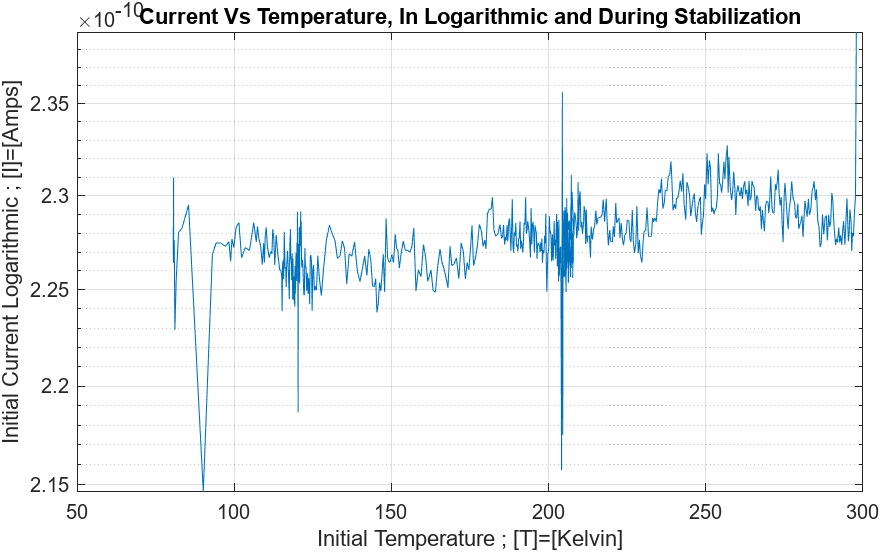 ×10-10
Current Vs Temperature, In Logarithmic and During Stabilization
Initial Current Logarithmic ; [I]=[Amps]
2.35
2.3
2.25
2.2
2.15
50 100 150 200 250 300
Initial Temperature ; [T]=[Kelvin]